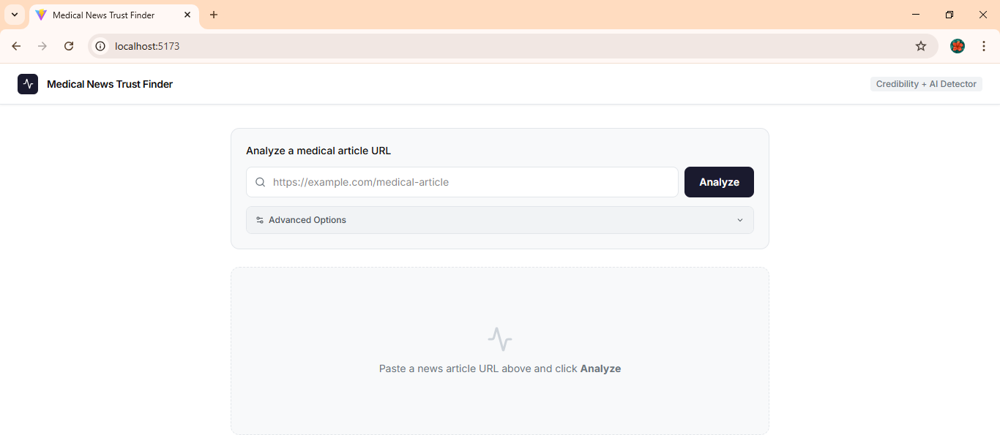 Medical News Trust Finder
localhost:5173
Medical News Trust Finder
Credibility + AI Detector
Analyze a medical article URL
https://example.com/medical-article
Analyze
Advanced Options
Paste a news article URL above and click Analyze